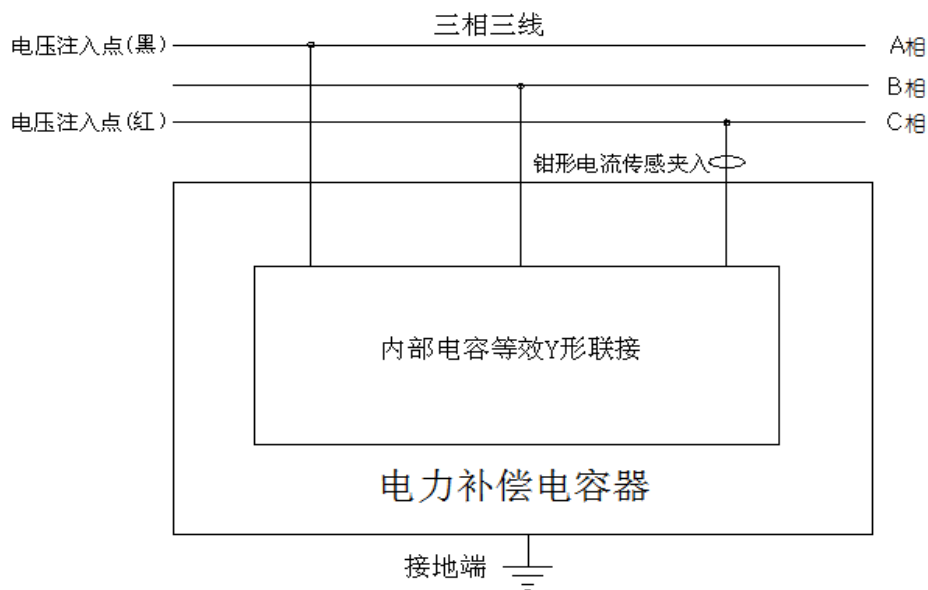 三相三线
电压注入点(黑)
A相
B相
电压注入点(红)
C相
钳形电流传感夹入
内部电容等效Y形联接
电力补偿电容器
接地端